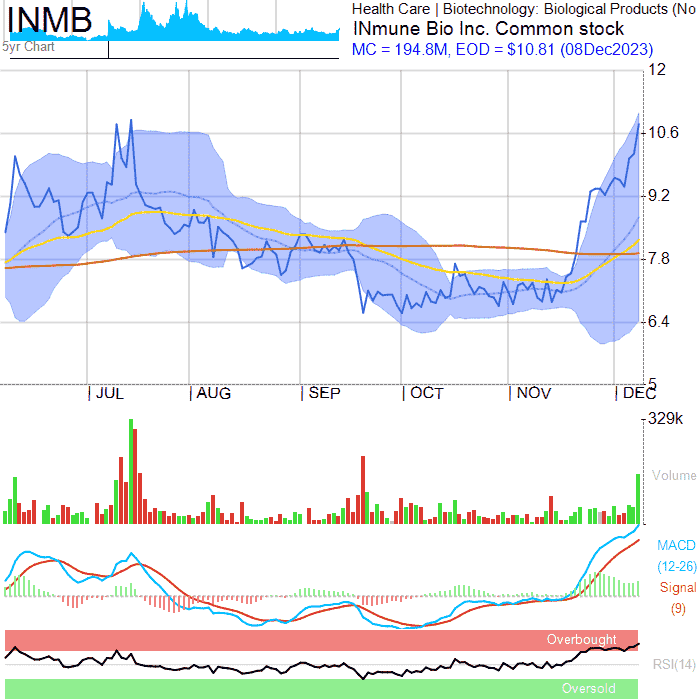 INMB
5yr Chart
Health Care | Biotechnology: Biological Products (No
INmune Bio Inc. Common stock
MC = 194.8M, EOD = $10.81 (08Dec2023)
12
10.6
9.2
7.8
6.4
5
JUL AUG SEP OCT NOV DEC
329k
Volume
MACD
(12-26)
Signal
(9)
Overbought
RSI(14)
Oversold